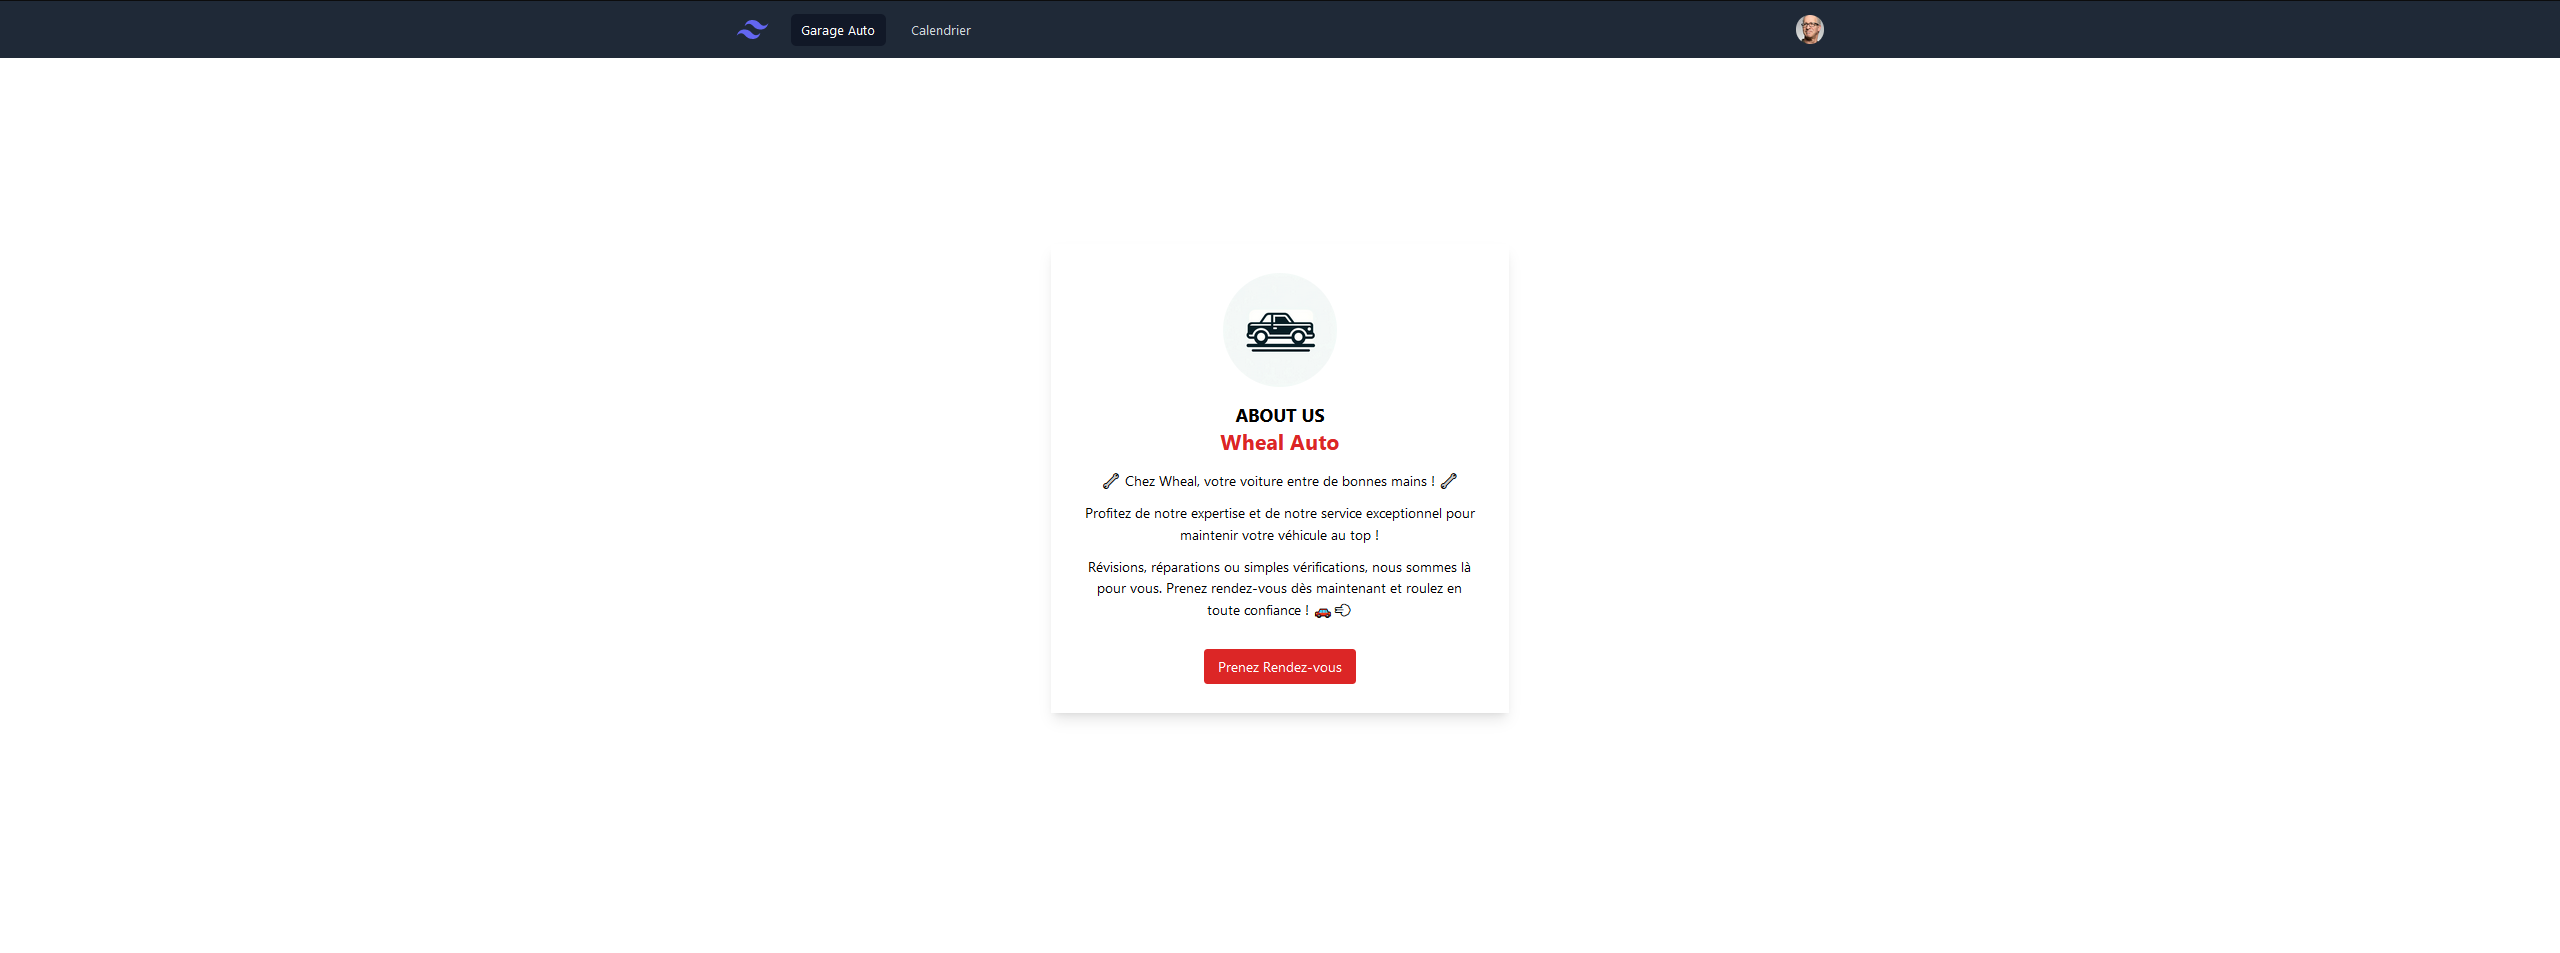 Garage Auto
Calendrier
ABOUT US
Wheal Auto
🔧 Chez Wheal, votre voiture entre de bonnes mains ! 🔧
Profitez de notre expertise et de notre service exceptionnel pour
maintenir votre véhicule au top !
Révisions, réparations ou simples vérifications, nous sommes là
pour vous. Prenez rendez-vous dès maintenant et roulez en
toute confiance ! 🚗💨
Prenez Rendez-vous